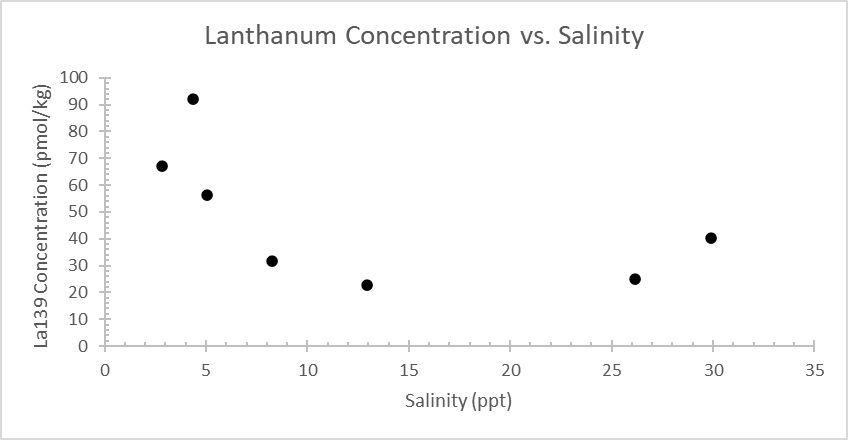 Lanthanum Concentration vs. Salinity
La139 Concentration (pmol/kg)
100
90
80
70
60
50
40
30
20
10
0
0 5 10 15 20 25 30 35
Salinity (ppt)